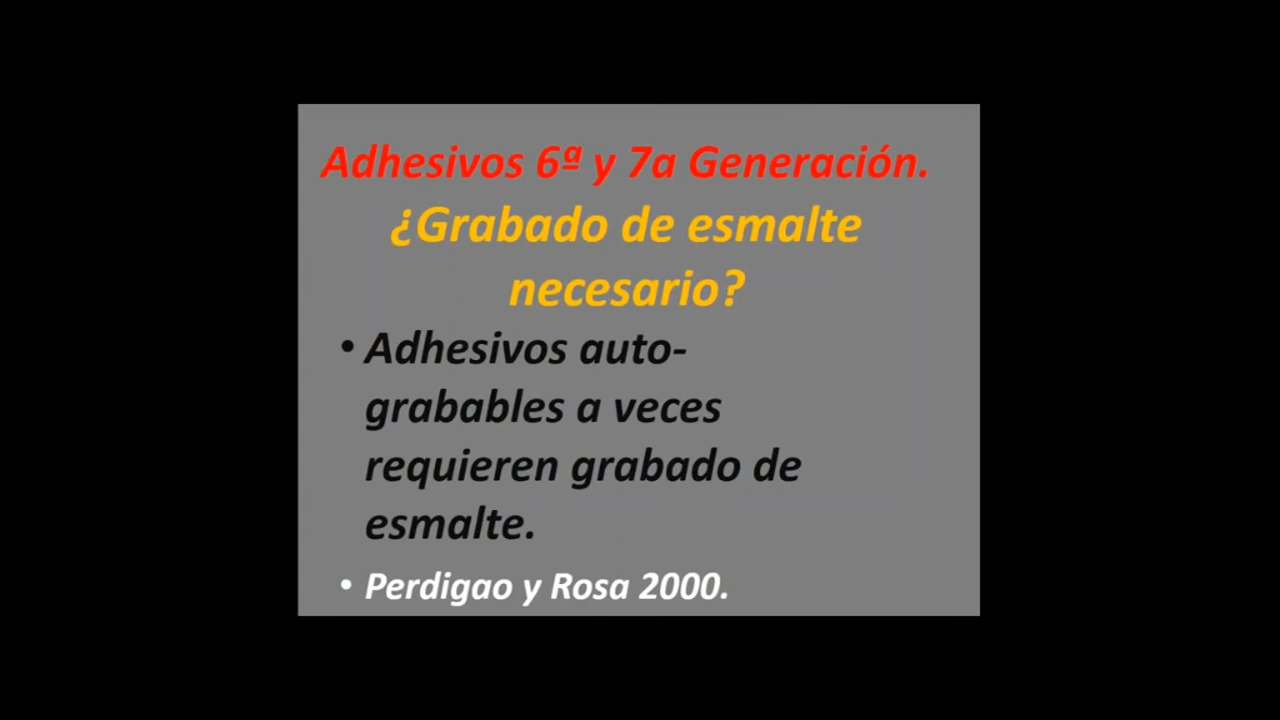 Adhesivos 6ª y 7a Generación.
¿Grabado de esmalte
necesario?
• Adhesivos auto-
grabables a veces
requieren grabado de
esmalte.
• Perdigao y Rosa 2000.